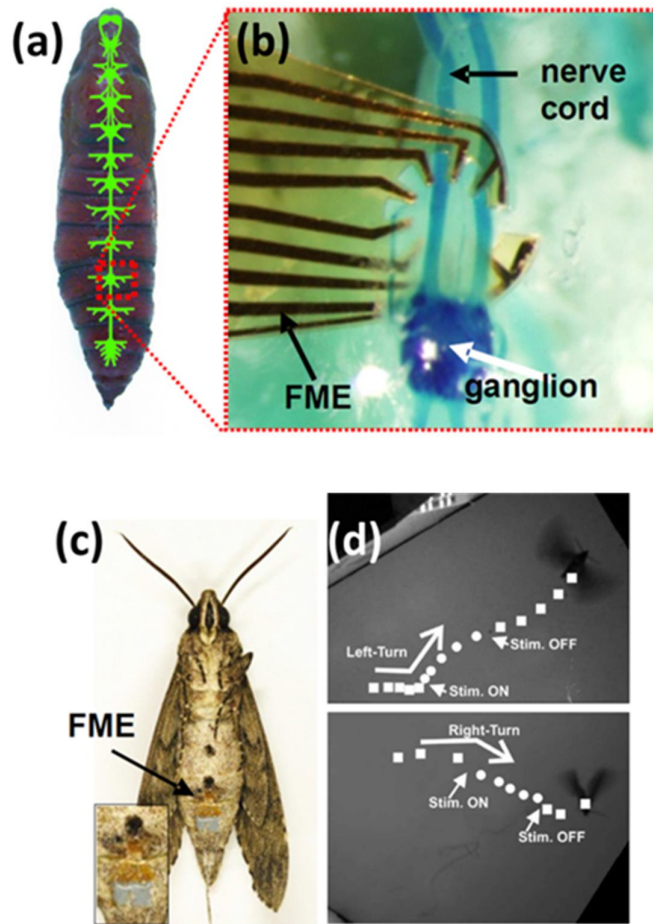 (a)
(b)
nerve
cord
FME
ganglion
(c)
FME
(d)
Left-Turn
Stim. OFF
Stim. ON
Right-Turn
Stim. ON
Stim. OFF